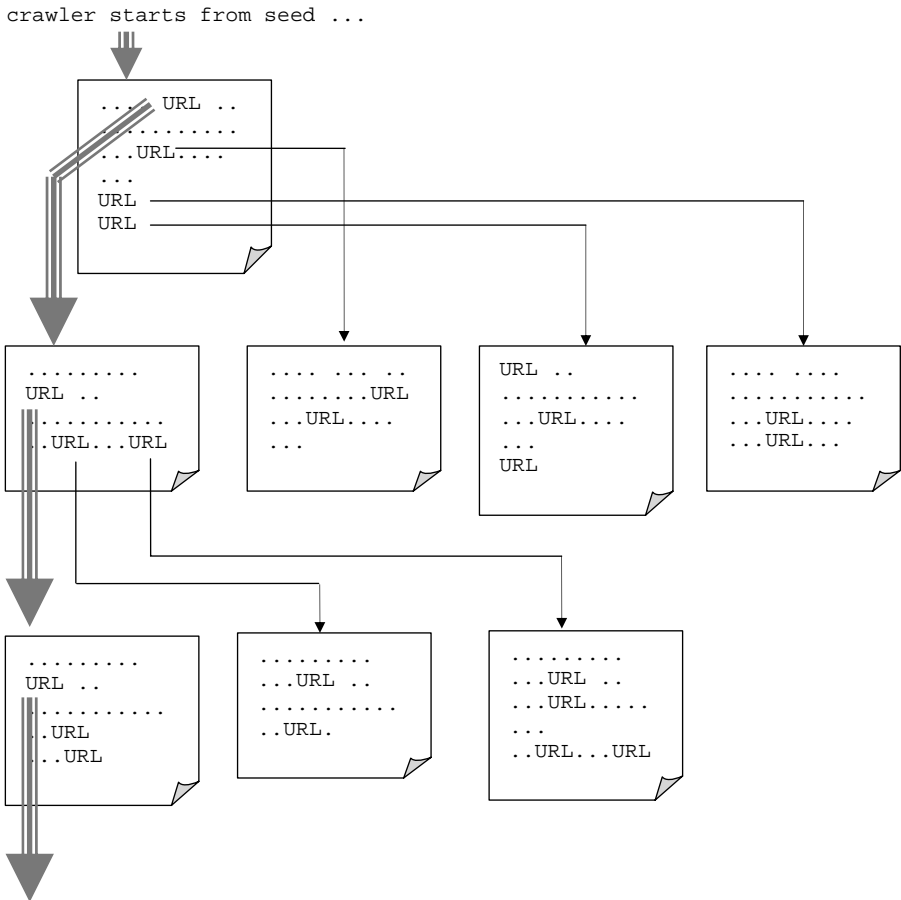 crawler starts from seed ...
.... URL ..
...........
...URL....
...
URL
URL
.........
URL ..
...........
..URL...URL
.... ... ..
........URL
...URL....
...
URL ..
...........
...URL....
...
URL
.... ....
...........
...URL....
...URL...
.........
URL ..
...........
..URL
...URL
.........
...URL ..
...........
..URL.
.........
...URL ..
...URL.....
...
..URL...URL